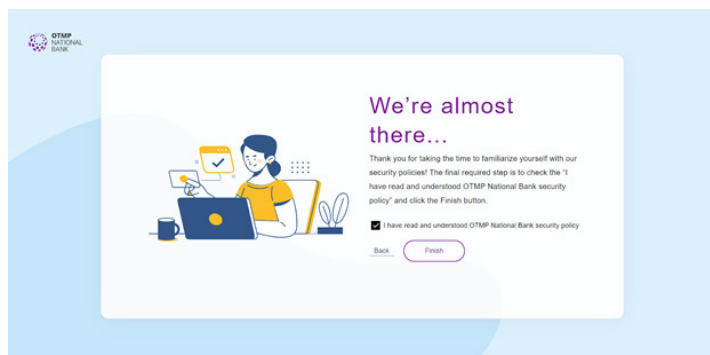 OTMP
NATIONAL
BANK
We're almost
there...
Thank you for taking the time to familiarize yourself with our
security policies! The final required step is to check the “I
have read and understood OTMP National Bank security
policy” and click the Finish button.
I have read and understood OTMP National Bank security policy
Back
Finish